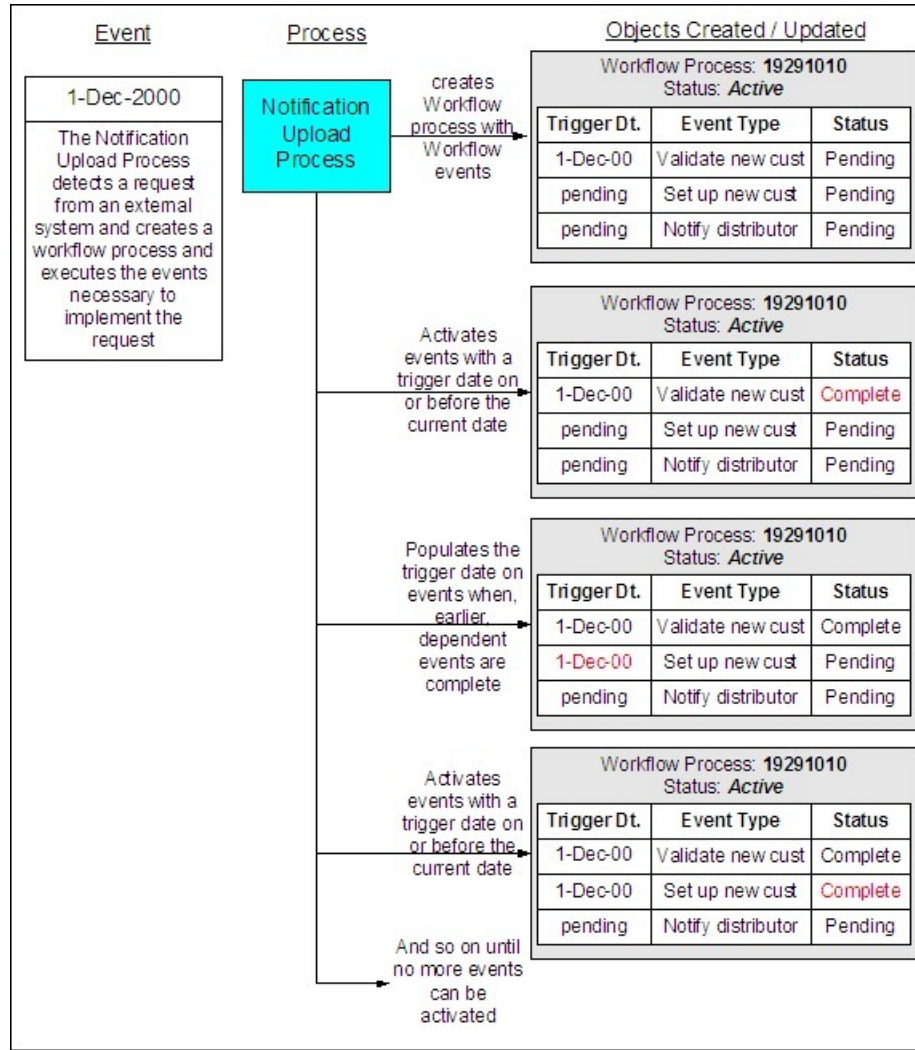 Event
Process
Objects Created / Updated
1-Dec-2000
The Notification
Upload Process
detects a request
from an external
system and creates a
workflow process and
executes the events
necessary to
implement the
request
Notification
Upload
Process
creates
Workflow
process with
Workflow
events
Workflow Process: 19291010
Status: Active
Trigger Dt. Event Type Status
1-Dec-00 Validate new cust Pending
pending Set up new cust Pending
pending Notify distributor Pending
Activates
events with a
trigger date on
or before the
current date
Workflow Process: 19291010
Status: Active
Trigger Dt. Event Type Status
1-Dec-00 Validate new cust Complete
pending Set up new cust Pending
pending Notify distributor Pending
Populates the
trigger date on
events when,
earlier,
dependent
events are
complete
Workflow Process: 19291010
Status: Active
Trigger Dt. Event Type Status
1-Dec-00 Validate new cust Complete
1-Dec-00 Set up new cust Pending
pending Notify distributor Pending
Activates
events with a
trigger date on
or before the
current date
Workflow Process: 19291010
Status: Active
Trigger Dt. Event Type Status
1-Dec-00 Validate new cust Complete
1-Dec-00 Set up new cust Complete
pending Notify distributor Pending
And so on until
no more events
can be
activated